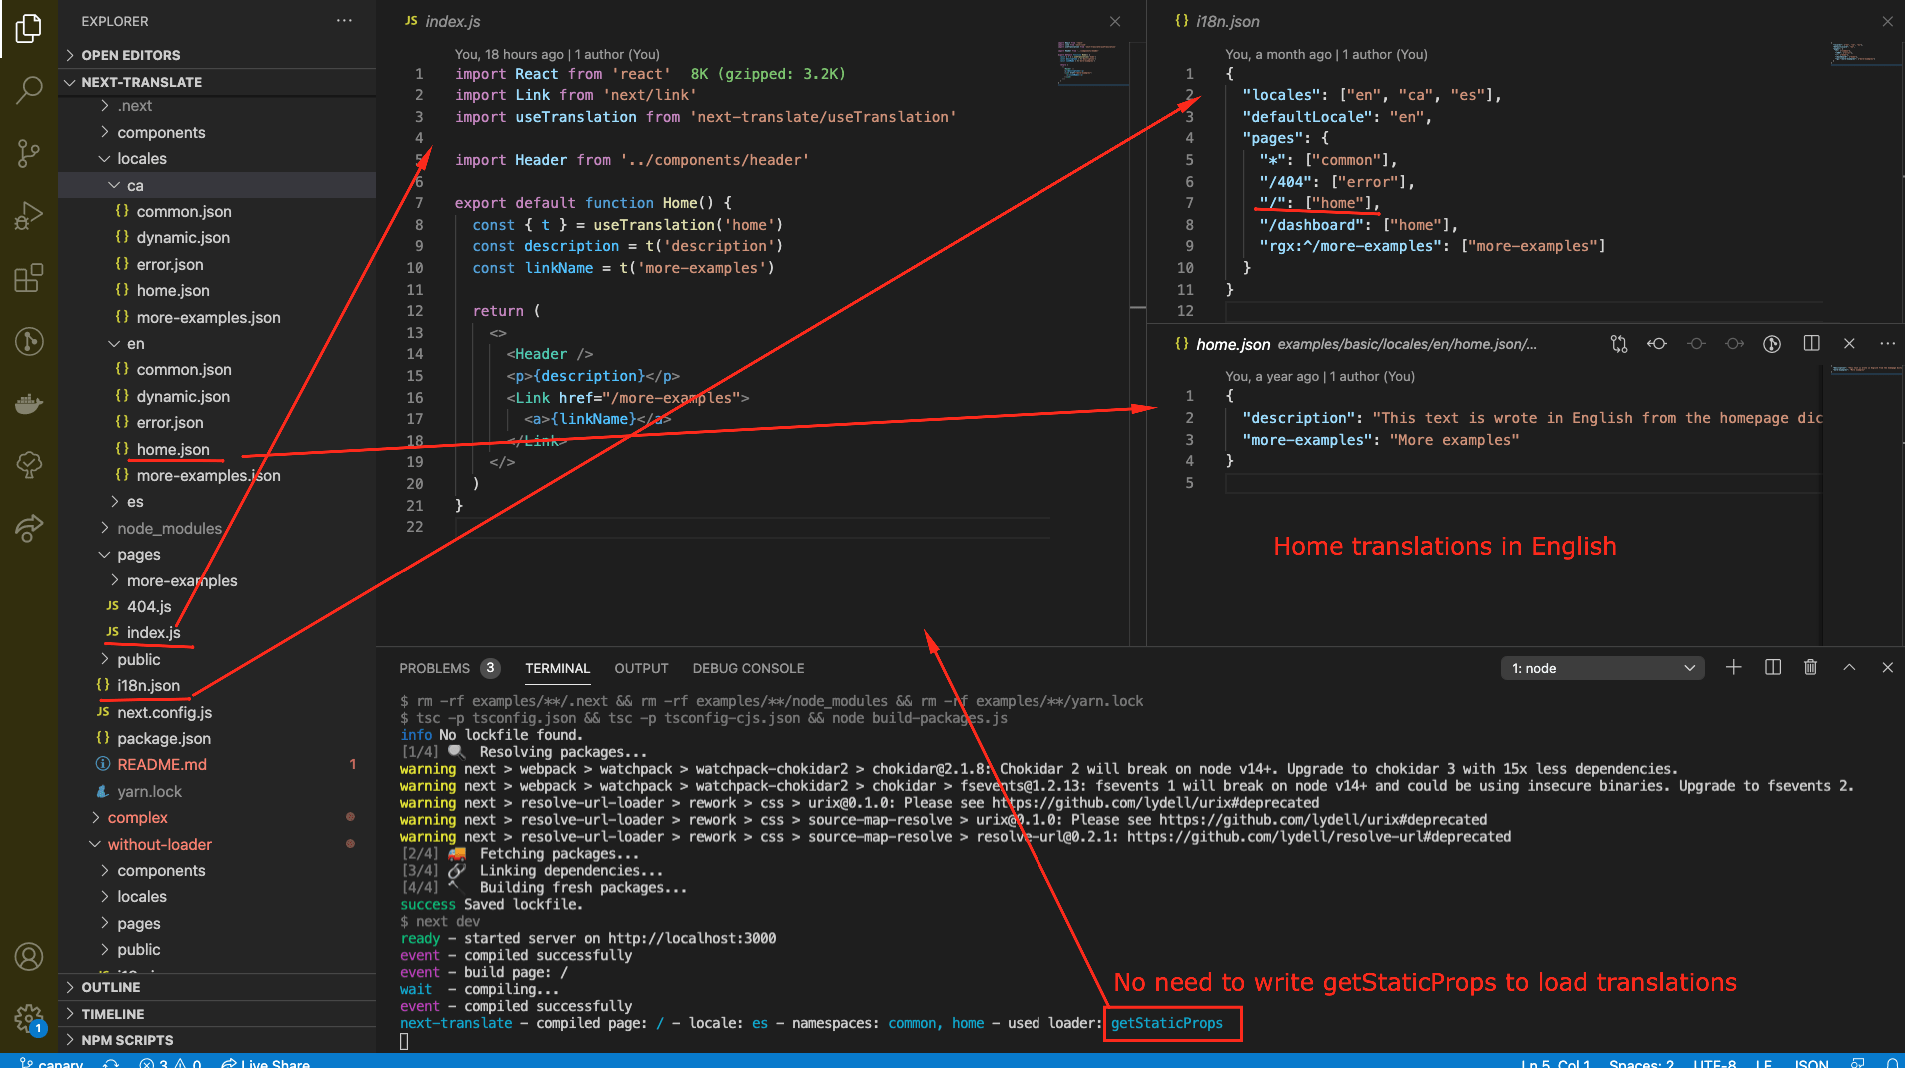 EXPLORER
OPEN EDITORS
NEXT-TRANSLATE
.next
components
locales
ca
common.json
dynamic.json
error.json
home.json
more-examples.json
en
common.json
dynamic.json
error.json
home.json
more-examples.json
es
node_modules
pages
more-examples
JS 404.js
JS index.js
public
i18n.json
JS next.config.js
package.json
README.md 1
yarn.lock
complex
without-loader
components
locales
pages
public
OUTLINE
TIMELINE
NPM SCRIPTS
1
JS index.js
You, 18 hours ago | 1 author (You)
1 import React from 'react' 8K (gzipped: 3.2K)
2 import Link from 'next/link'
3 import useTranslation from 'next-translate/useTranslation'
4
5 import Header from '../components/header'
6
7 export default function Home() {
8 const { t } = useTranslation('home')
9 const description = t('description')
10 const linkName = t('more-examples')
11
12 return (
13 <>
14 <Header />
15 <p>{description}</p>
16 <Link href="/more-examples">
17 <a>{linkName}</a>
18 </Link>
19 </>
20 )
21 }
22
{} i18n.json
You, a month ago | 1 author (You)
1 {
2 "locales": ["en", "ca", "es"],
3 "defaultLocale": "en",
4 "pages": {
5 "*": ["common"],
6 "/404": ["error"],
7 "/": ["home"],
8 "/dashboard": ["home"],
9 "rgx:^/more-examples": ["more-examples"]
10 }
11 }
12
{} home.json examples/basic/locales/en/home.json/...
You, a year ago | 1 author (You)
1 {
2 "description": "This text is wrote in English from the homepage dic
3 "more-examples": "More examples"
4 }
5
Home translations in English
PROBLEMS 3 TERMINAL OUTPUT DEBUG CONSOLE 1: node
$ rm -rf examples/**/.next && rm -rf examples/**/node_modules && rm -rf examples/**/yarn.lock
$ tsc -p tsconfig.json && tsc -p tsconfig-cjs.json && node build-packages.js
info No lockfile found.
[1/4] 🔍 Resolving packages...
warning next > webpack > watchpack > watchpack-chokidar2 > chokidar@2.1.8: Chokidar 2 will break on node v14+. Upgrade to chokidar 3 with 15x less dependencies.
warning next > webpack > watchpack > watchpack-chokidar2 > chokidar > fsevents@1.2.13: fsevents 1 will break on node v14+ and could be using insecure binaries. Upgrade to fsevents 2.
warning next > resolve-url-loader > rework > css > urix@0.1.0: Please see https://github.com/lydell/urix#deprecated
warning next > resolve-url-loader > rework > css > source-map-resolve > urix@0.1.0: Please see https://github.com/lydell/urix#deprecated
warning next > resolve-url-loader > rework > css > source-map-resolve > resolve-url@0.2.1: https://github.com/lydell/resolve-url#deprecated
[2/4] 🚚 Fetching packages...
[3/4] 🔗 Linking dependencies...
[4/4] 🔨 Building fresh packages...
success Saved lockfile.
$ next dev
ready - started server on http://localhost:3000
event - compiled successfully
event - build page: /
wait - compiling...
event - compiled successfully
next-translate - compiled page: / - locale: es - namespaces: common, home - used loader: getStaticProps
No need to write getStaticProps to load translations
canary 3 0 Live Share Ln 5, Col 1 Spaces: 2 UTF-8 LF JSON